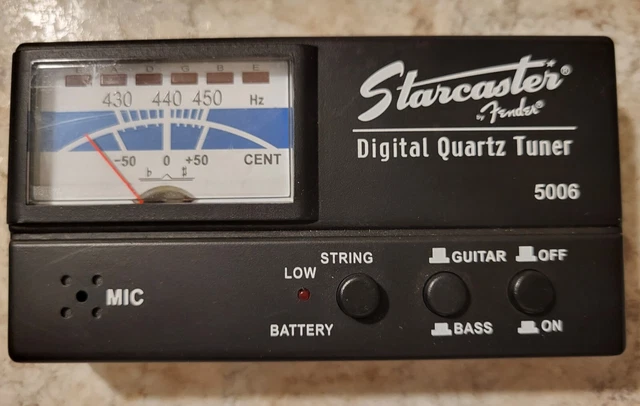 E A D G B E
430 440 450 Hz
-50 0 +50 CENT
♭ ♯
Starcaster®
by Fender®
Digital Quartz Tuner
5006
MIC
STRING
LOW
BATTERY
GUITAR
BASS
OFF
ON